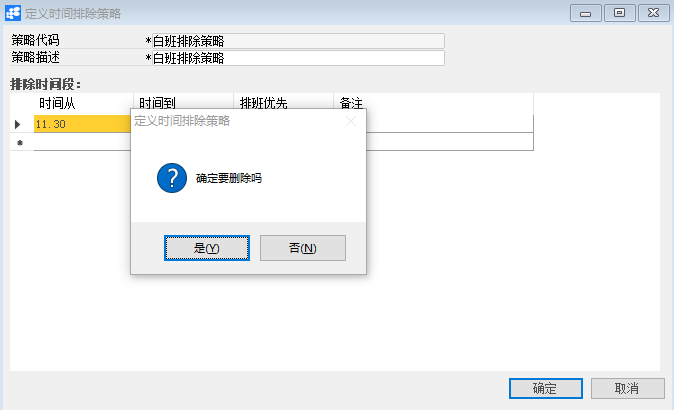 定义时间排除策略
策略代码 *白班排除策略
策略描述 *白班排除策略
排除时间段：
时间从 时间到 排班优先 备注
11.30
定义时间排除策略
确定要删除吗
是(Y) 否(N)
确定 取消